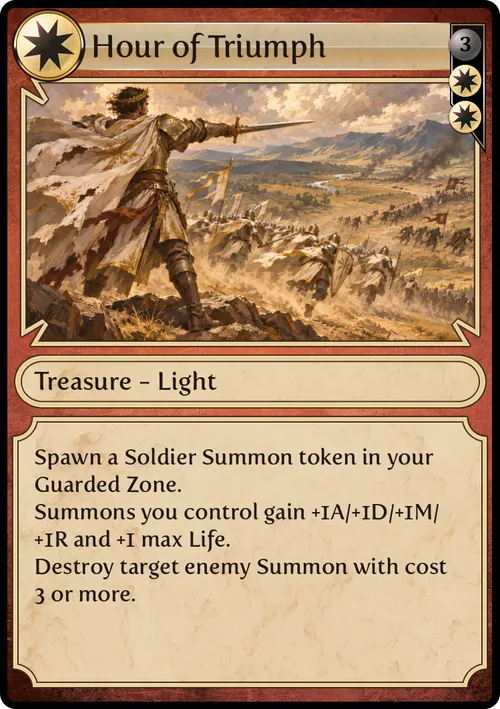 Hour of Triumph
3
Treasure – Light
Spawn a Soldier Summon token in your
Guarded Zone.
Summons you control gain +1A/+1D/+1M/
+1R and +1 max Life.
Destroy target enemy Summon with cost
3 or more.